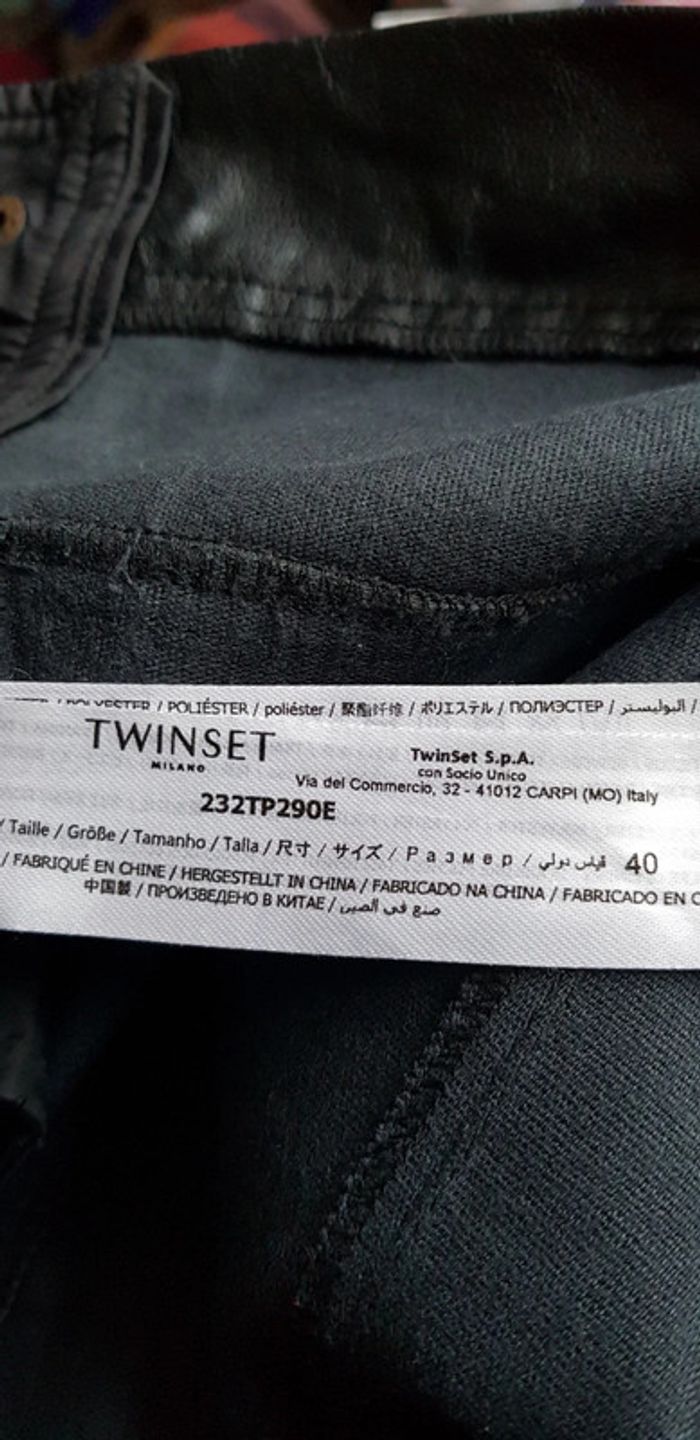 / POLIÉSTER / poliéster / 聚酯纤维 / ポリエステル / ПОЛИЭСТЕР / البوليستر /
TWINSET
MILANO
TwinSet S.p.A.
con Socio Unico
Via del Commercio, 32 - 41012 CARPI (MO) Italy
232TP290E
/ Taille / Größe / Tamanho / Talla / 尺寸 / サイズ / Размер / قياس دولي 40
/ FABRIQUÉ EN CHINE / HERGESTELLT IN CHINA / FABRICADO NA CHINA / FABRICADO EN C
中国製 / ПРОИЗВЕДЕНО В КИТАЕ / صنع في الصين